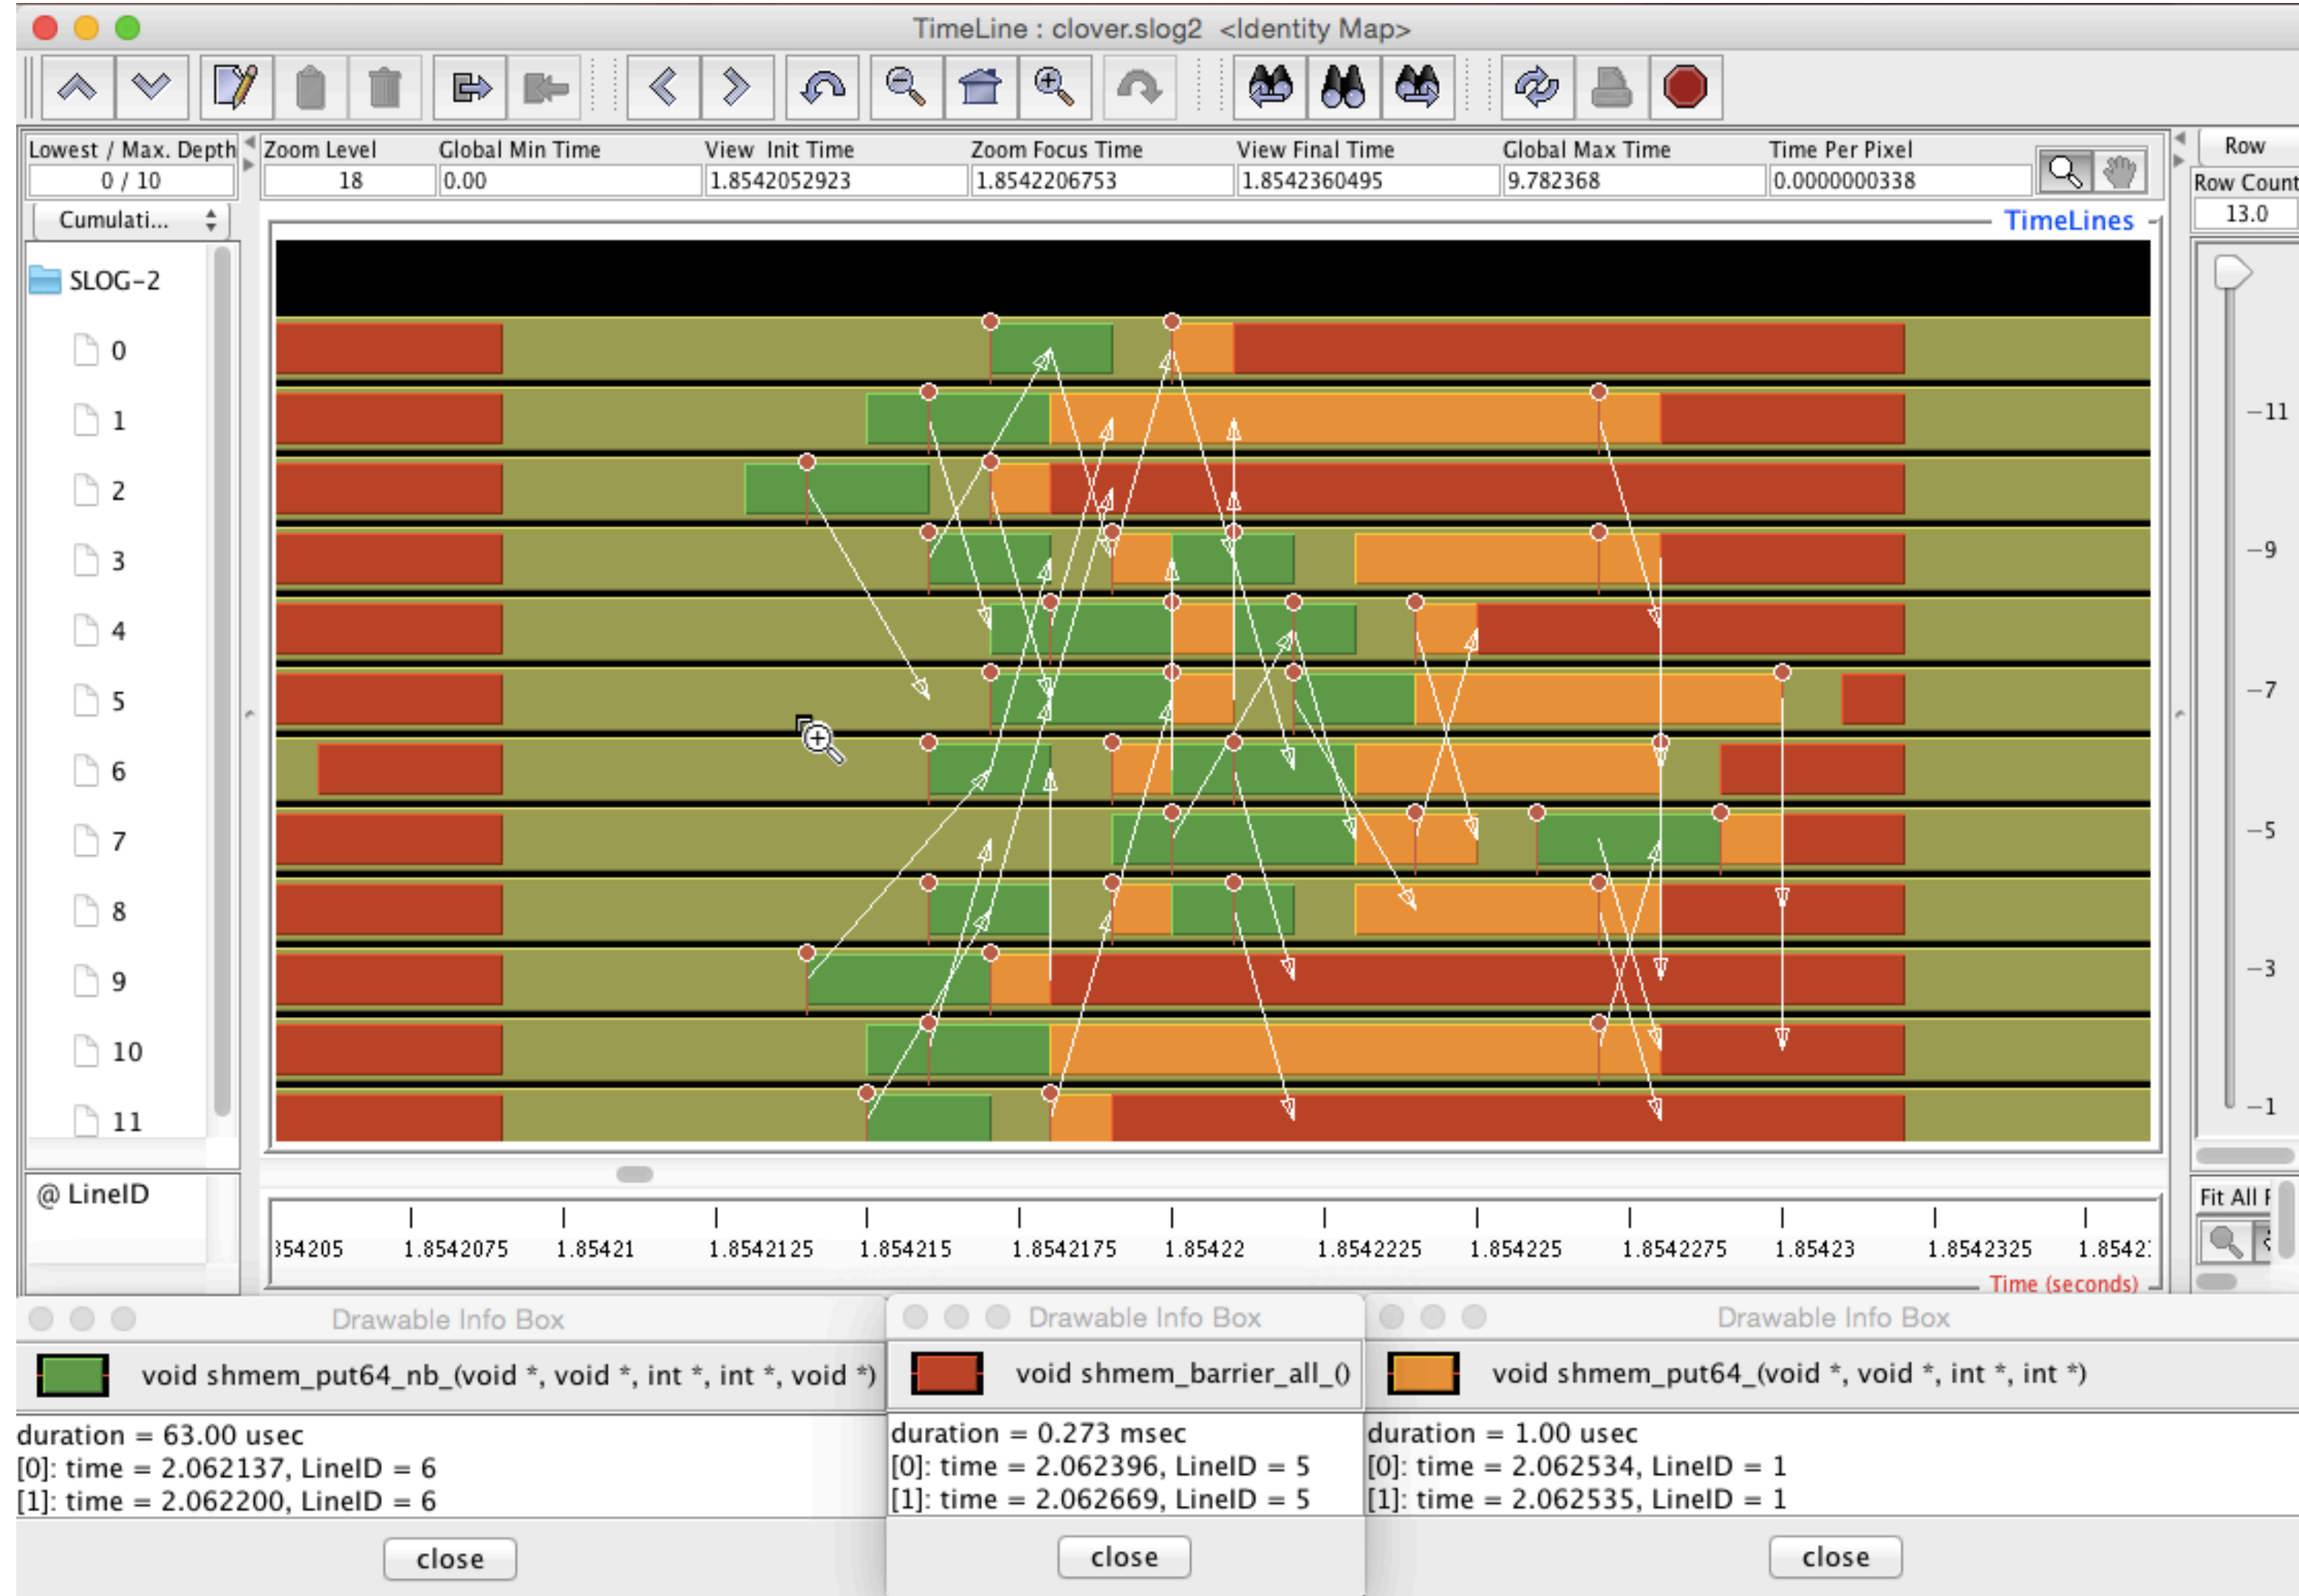 TimeLine : clover.slog2 <Identity Map>
Lowest / Max. Depth Zoom Level Global Min Time View Init Time Zoom Focus Time View Final Time Global Max Time Time Per Pixel Row
0 / 10 18 0.00 1.8542052923 1.8542206753 1.8542360495 9.782368 0.0000000338 Row Count
Cumulati... 13.0
TimeLines
SLOG-2
0
1 −11
2
3 −9
4
5 −7
6
7 −5
8
9 −3
10
11 −1
@ LineID Fit All
354205 1.8542075 1.85421 1.8542125 1.854215 1.8542175 1.85422 1.8542225 1.854225 1.8542275 1.85423 1.8542325 1.8542
Time (seconds)
Drawable Info Box
void shmem_put64_nb_(void *, void *, int *, int *, void *)
duration = 63.00 usec
[0]: time = 2.062137, LineID = 6
[1]: time = 2.062200, LineID = 6
close
Drawable Info Box
void shmem_barrier_all_()
duration = 0.273 msec
[0]: time = 2.062396, LineID = 5
[1]: time = 2.062669, LineID = 5
close
Drawable Info Box
void shmem_put64_(void *, void *, int *, int *)
duration = 1.00 usec
[0]: time = 2.062534, LineID = 1
[1]: time = 2.062535, LineID = 1
close